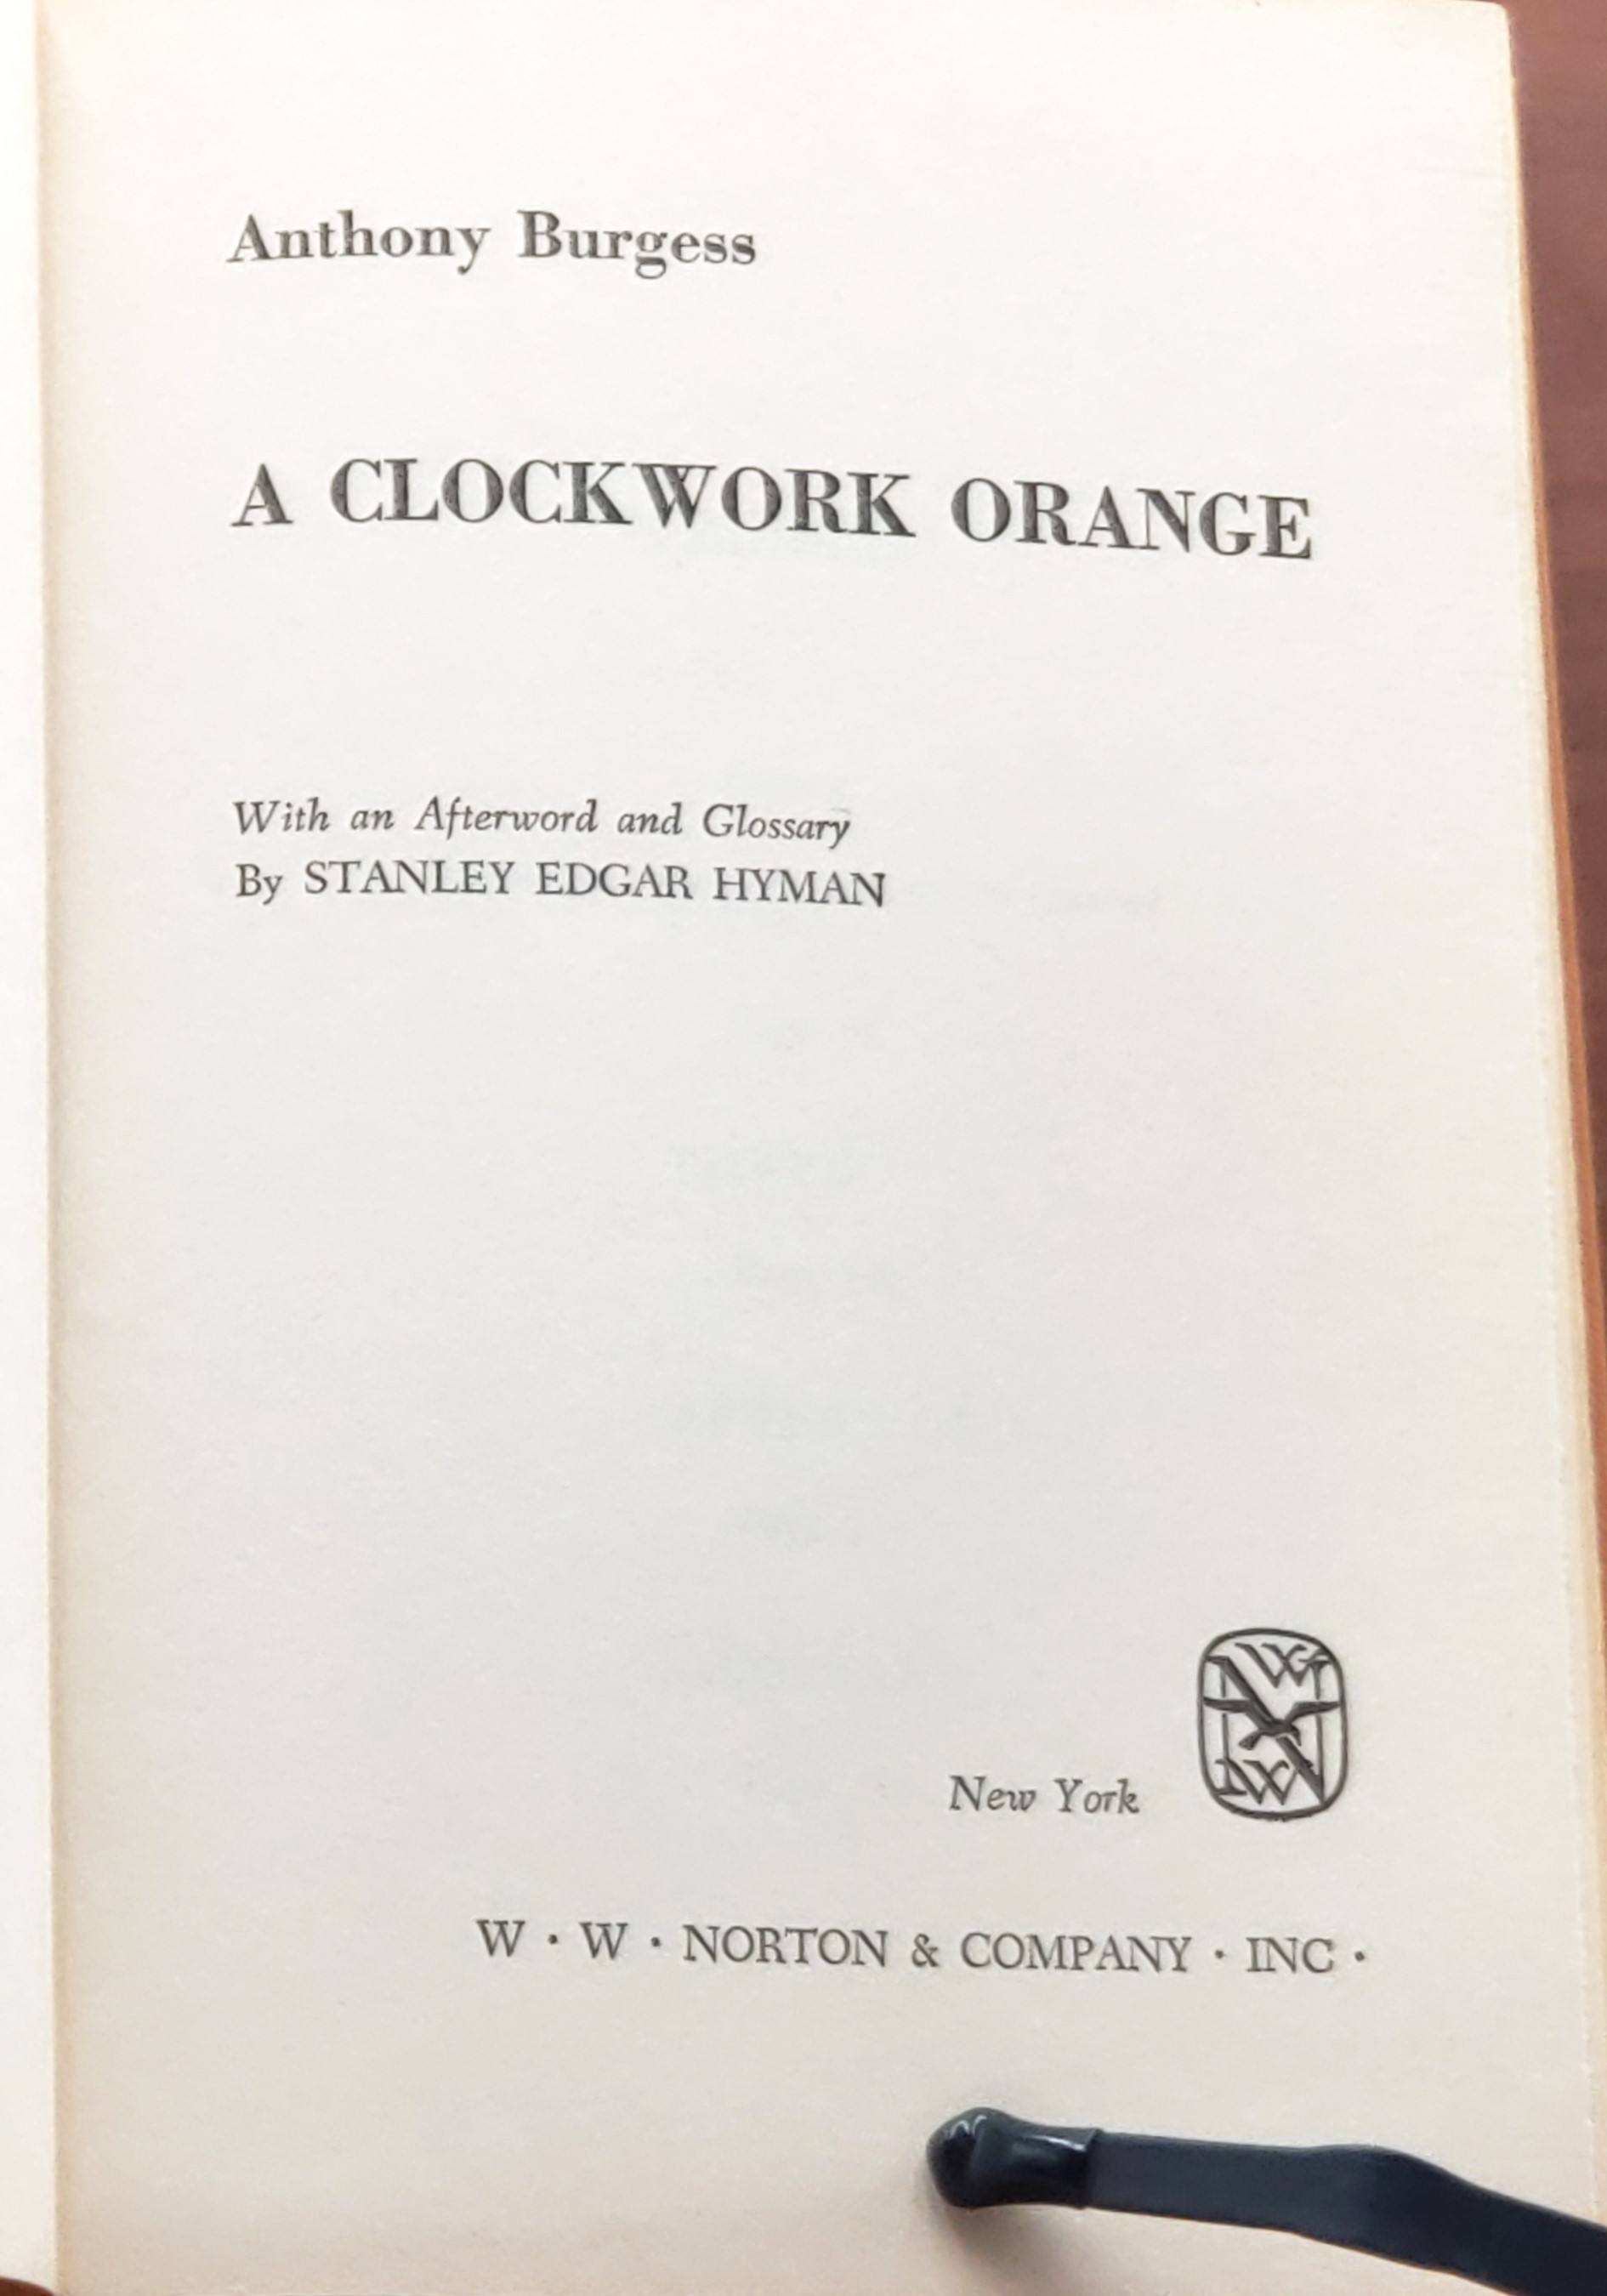 Anthony Burgess
A CLOCKWORK ORANGE
With an Afterword and Glossary
By STANLEY EDGAR HYMAN
New York
W · W · NORTON & COMPANY · INC ·